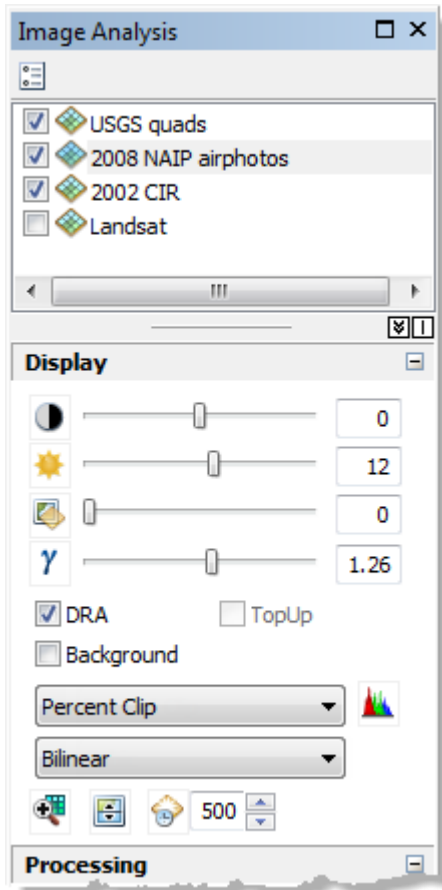 Image Analysis
USGS quads
2008 NAIP airphotos
2002 CIR
Landsat
Display
0
12
0
γ 1.26
DRA TopUp
Background
Percent Clip
Bilinear
500
Processing